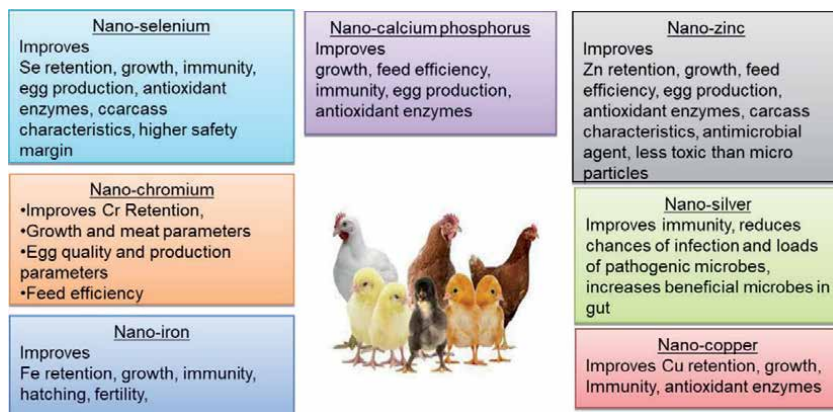 Nano-selenium
Improves
Se retention, growth, immunity,
egg production, antioxidant
enzymes, ccarcass
characteristics, higher safety
margin
Nano-calcium phosphorus
Improves
growth, feed efficiency,
immunity, egg production,
antioxidant enzymes
Nano-zinc
Improves
Zn retention, growth, feed
efficiency, egg production,
antioxidant enzymes, carcass
characteristics, antimicrobial
agent, less toxic than micro
particles
Nano-chromium
•Improves Cr Retention,
•Growth and meat parameters
•Egg quality and production
parameters
•Feed efficiency
Nano-silver
Improves immunity, reduces
chances of infection and loads
of pathogenic microbes,
increases beneficial microbes in
gut
Nano-iron
Improves
Fe retention, growth, immunity,
hatching, fertility,
Nano-copper
Improves Cu retention, growth,
Immunity, antioxidant enzymes